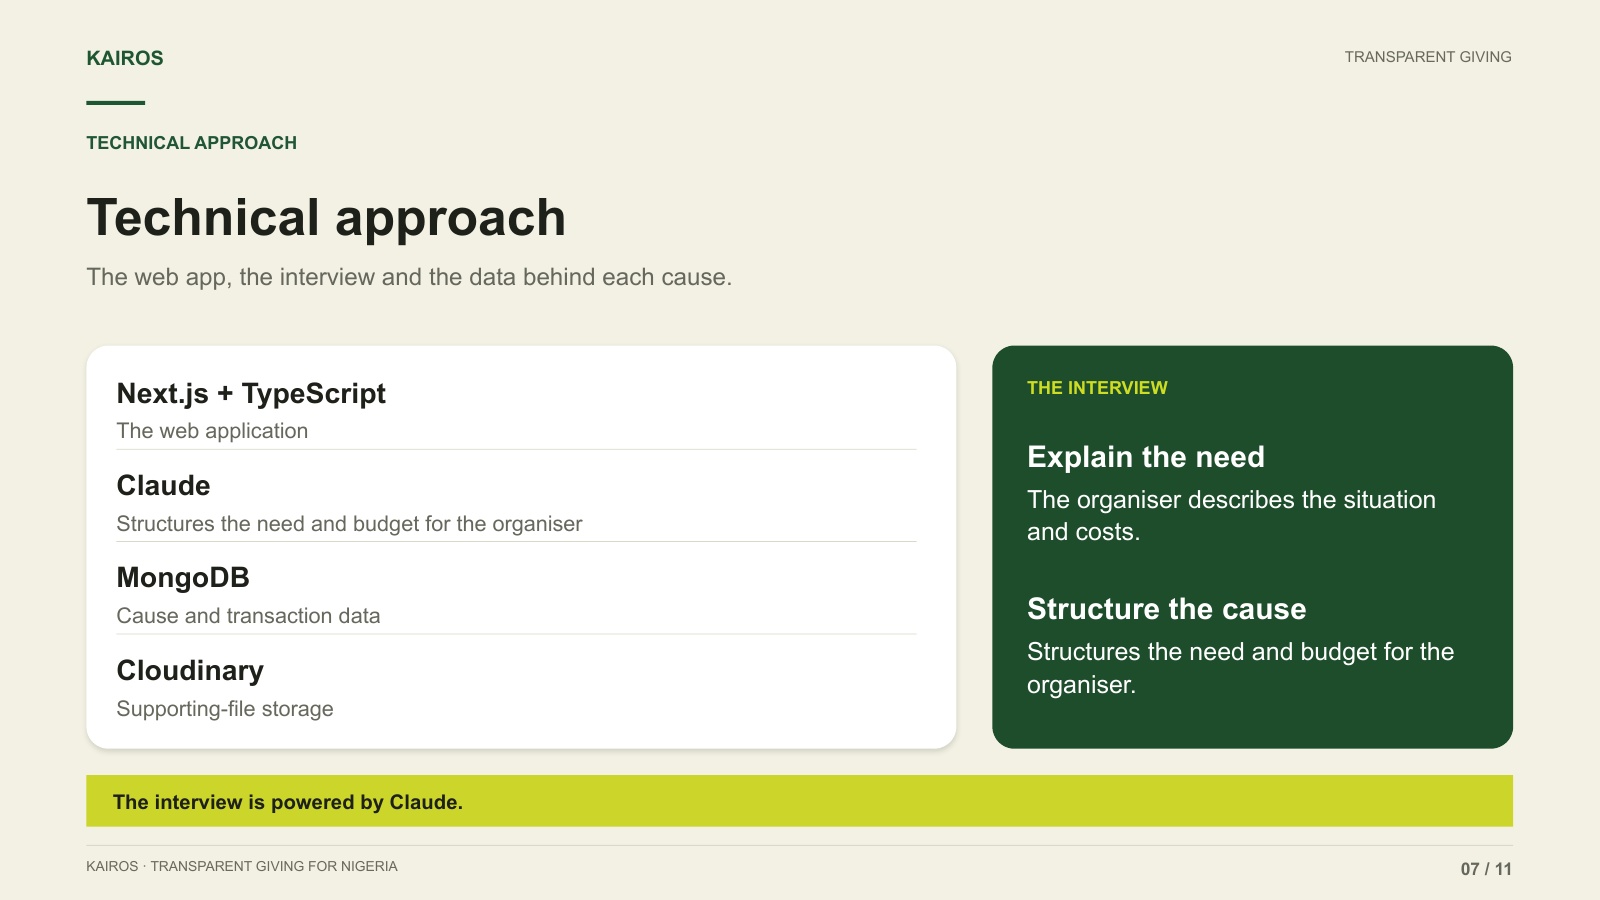 KAIROS
TRANSPARENT GIVING
TECHNICAL APPROACH
Technical approach
The web app, the interview and the data behind each cause.
Next.js + TypeScript
The web application
Claude
Structures the need and budget for the organiser
MongoDB
Cause and transaction data
Cloudinary
Supporting-file storage
THE INTERVIEW
Explain the need
The organiser describes the situation
and costs.
Structure the cause
Structures the need and budget for the
organiser.
The interview is powered by Claude.
KAIROS · TRANSPARENT GIVING FOR NIGERIA
07 / 11